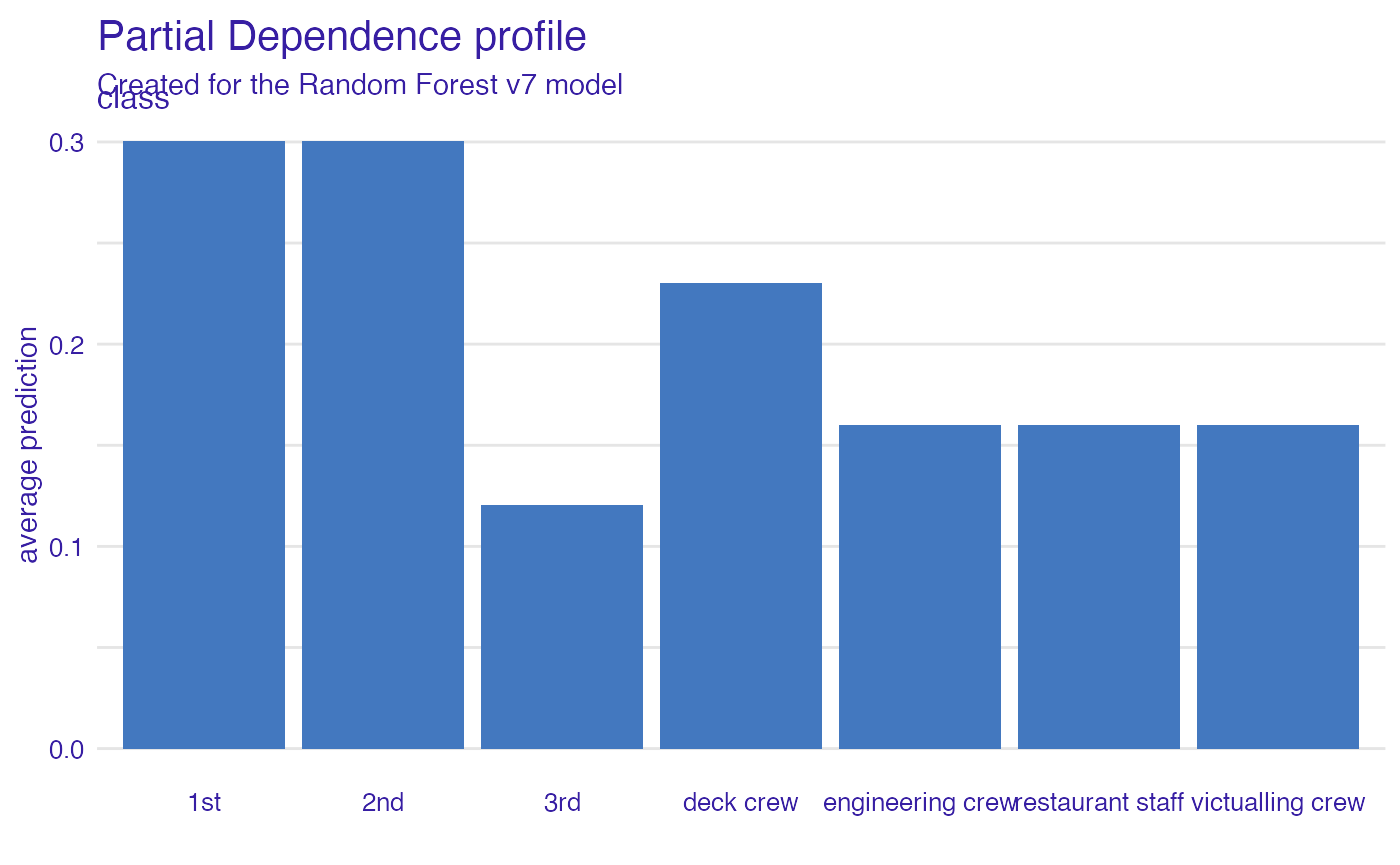 Partial Dependence profile
Created for the Random Forest v7 model
class
average prediction
0.3
0.2
0.1
0.0
1st 2nd 3rd deck crew engineering crew restaurant staff victualling crew